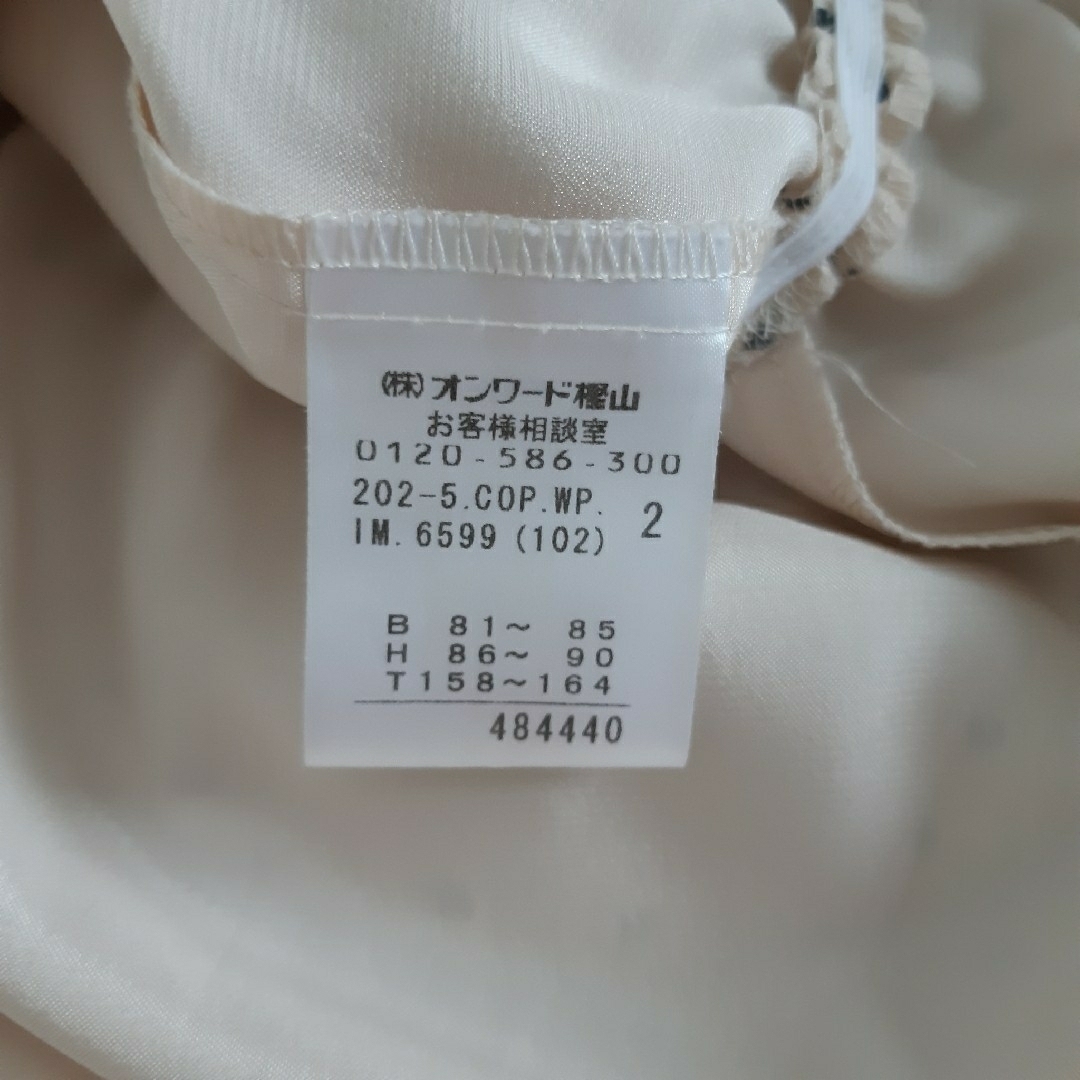 (株)オンワード樫山
お客様相談室
0120-586-300
202-5.COP.WP.
IM.6599 (102) 2
B 81～ 85
H 86～ 90
T158～164
484440